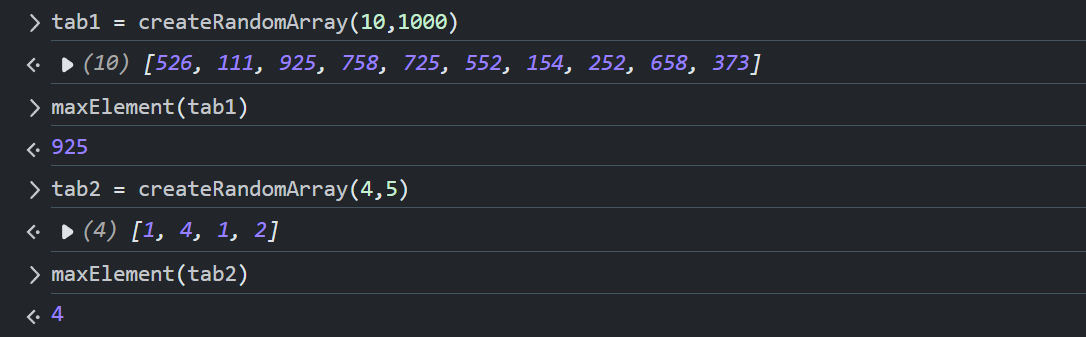 tab1 = createRandomArray(10,1000)
(10) [526, 111, 925, 758, 725, 552, 154, 252, 658, 373]
maxElement(tab1)
925
tab2 = createRandomArray(4,5)
(4) [1, 4, 1, 2]
maxElement(tab2)
4